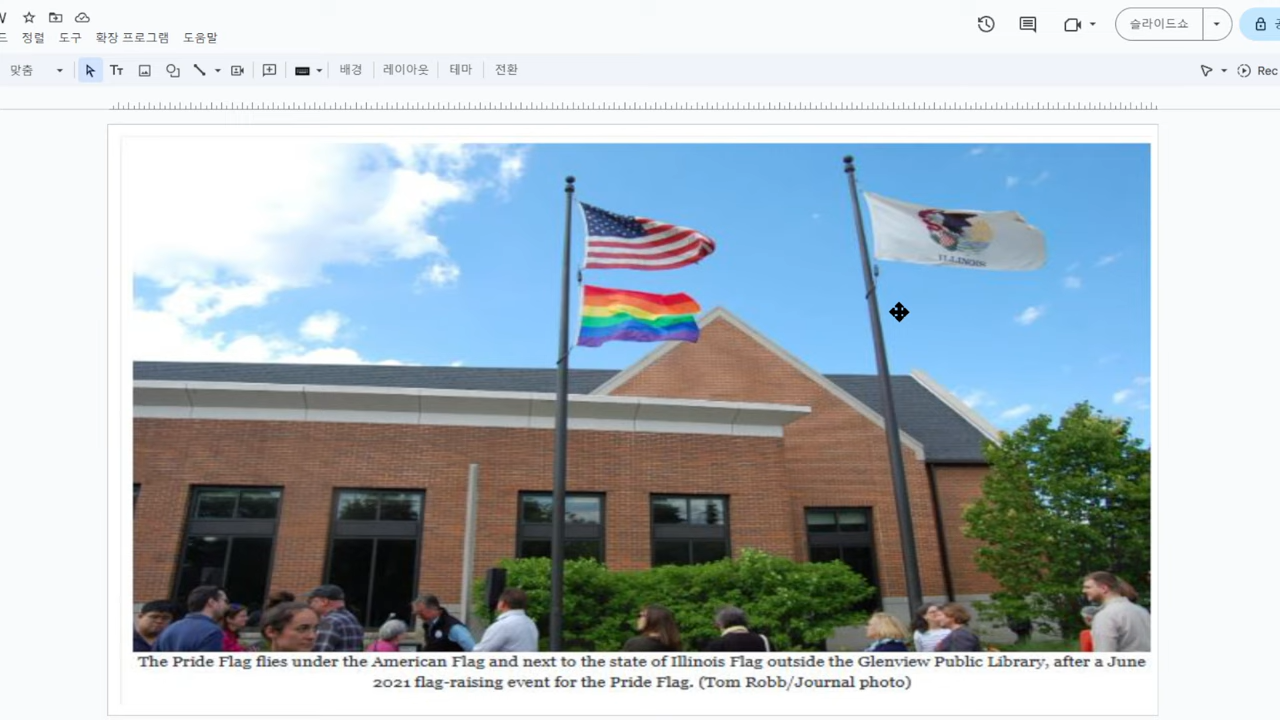 정렬 도구 확장 프로그램 도움말
슬라이드쇼
맞춤 배경 레이아웃 테마 전환 Rec
ILLINOIS
The Pride Flag flies under the American Flag and next to the state of Illinois Flag outside the Glenview Public Library, after a June
2021 flag-raising event for the Pride Flag. (Tom Robb/Journal photo)